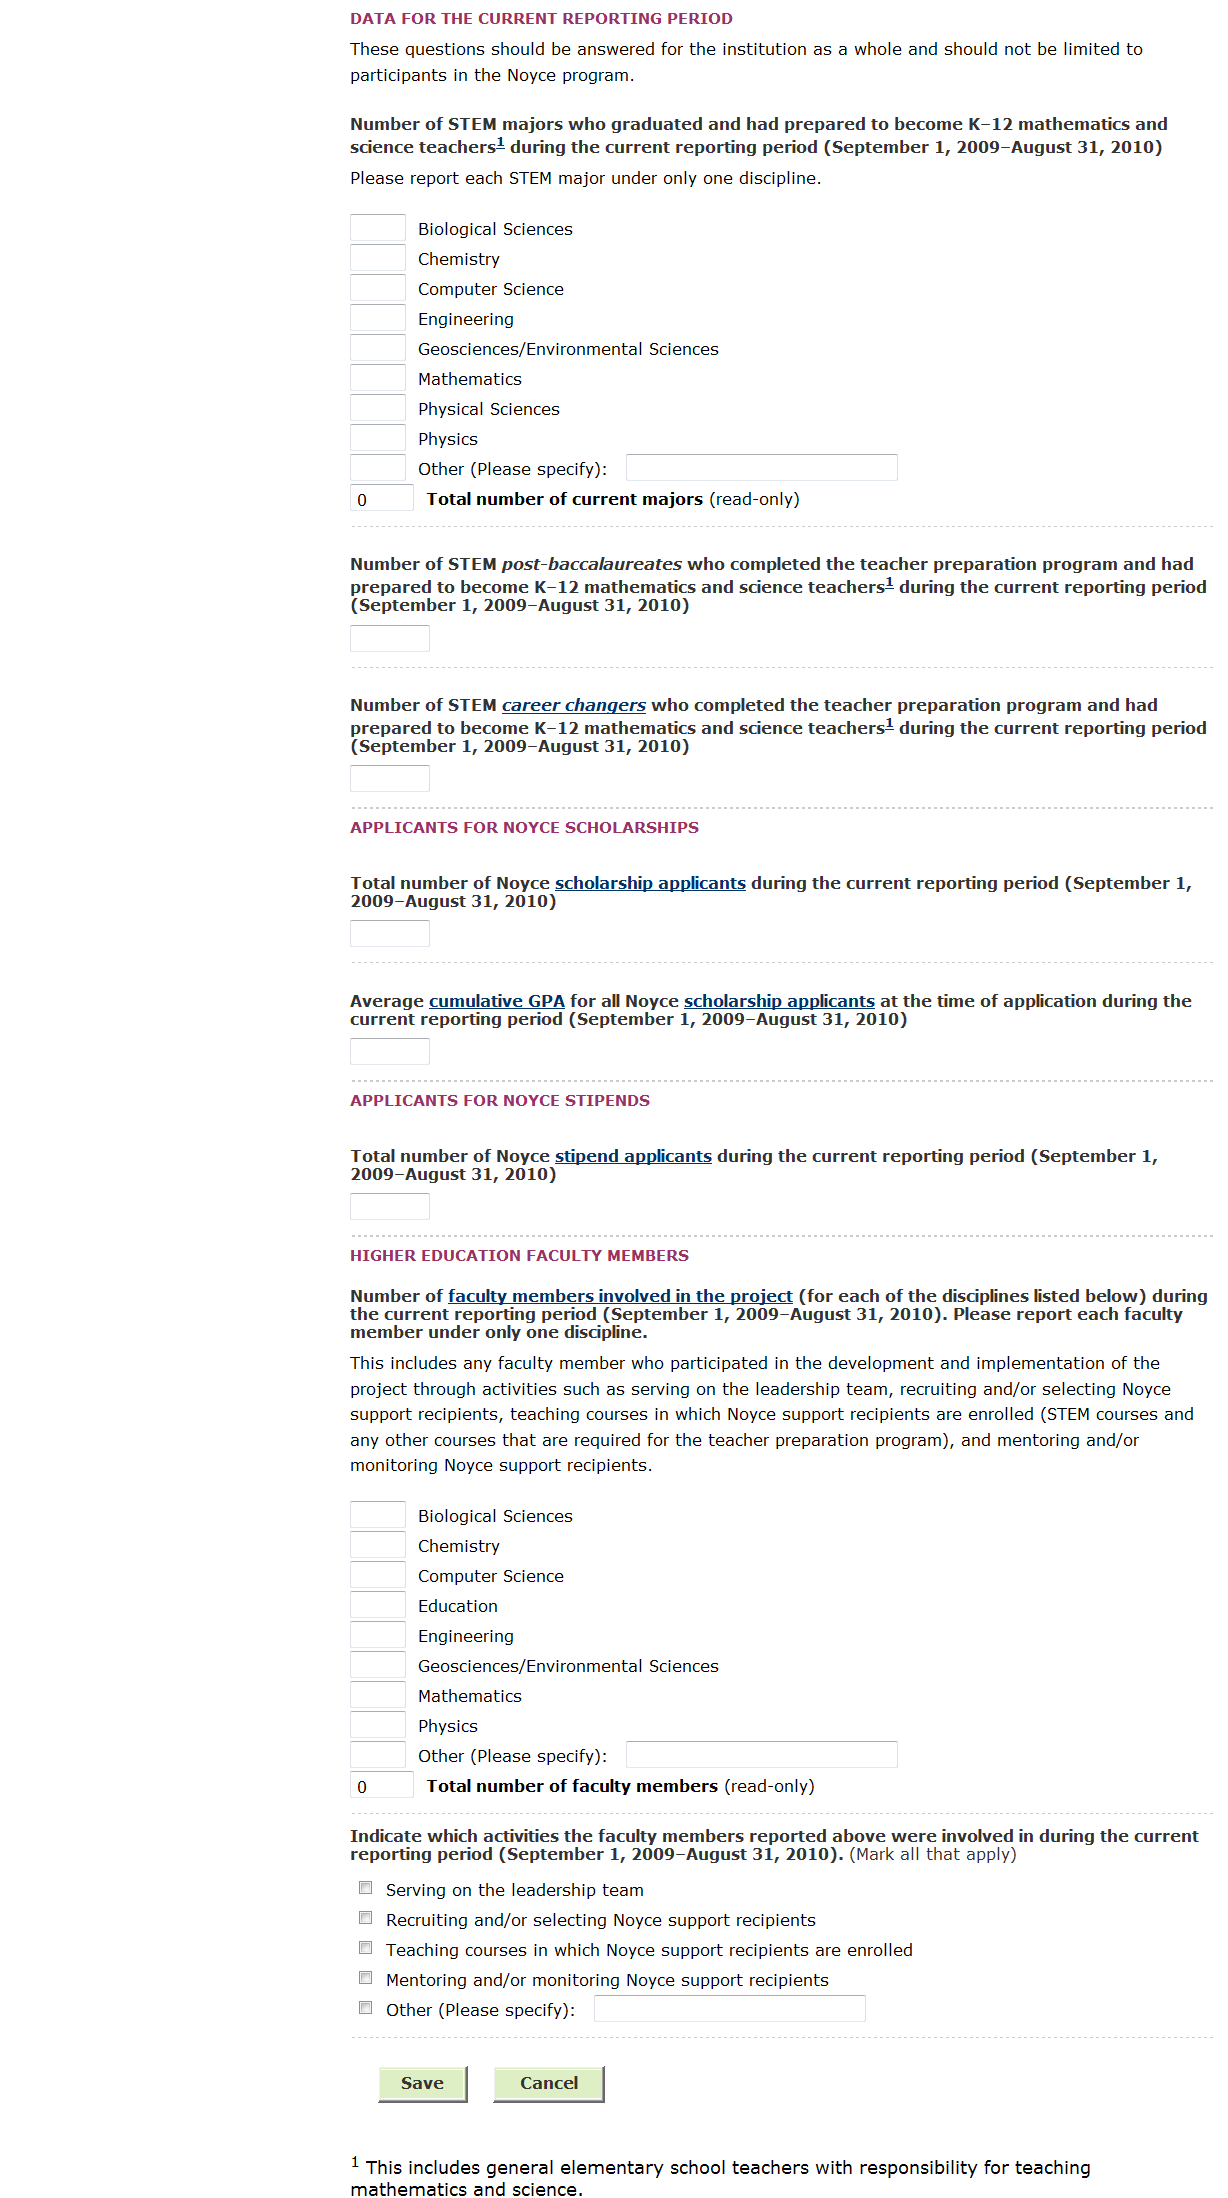 DATA FOR THE CURRENT REPORTING PERIOD
These questions should be answered for the institution as a whole and should not be limited to
participants in the Noyce program.
Number of STEM majors who graduated and had prepared to become K–12 mathematics and
science teachers1 during the current reporting period (September 1, 2009–August 31, 2010)
Please report each STEM major under only one discipline.
Biological Sciences
Chemistry
Computer Science
Engineering
Geosciences/Environmental Sciences
Mathematics
Physical Sciences
Physics
Other (Please specify):
0 Total number of current majors (read-only)
Number of STEM post-baccalaureates who completed the teacher preparation program and had
prepared to become K–12 mathematics and science teachers1 during the current reporting period
(September 1, 2009–August 31, 2010)
Number of STEM career changers who completed the teacher preparation program and had
prepared to become K–12 mathematics and science teachers1 during the current reporting period
(September 1, 2009–August 31, 2010)
APPLICANTS FOR NOYCE SCHOLARSHIPS
Total number of Noyce scholarship applicants during the current reporting period (September 1,
2009–August 31, 2010)
Average cumulative GPA for all Noyce scholarship applicants at the time of application during the
current reporting period (September 1, 2009–August 31, 2010)
APPLICANTS FOR NOYCE STIPENDS
Total number of Noyce stipend applicants during the current reporting period (September 1,
2009–August 31, 2010)
HIGHER EDUCATION FACULTY MEMBERS
Number of faculty members involved in the project (for each of the disciplines listed below) during
the current reporting period (September 1, 2009–August 31, 2010). Please report each faculty
member under only one discipline.
This includes any faculty member who participated in the development and implementation of the
project through activities such as serving on the leadership team, recruiting and/or selecting Noyce
support recipients, teaching courses in which Noyce support recipients are enrolled (STEM courses and
any other courses that are required for the teacher preparation program), and mentoring and/or
monitoring Noyce support recipients.
Biological Sciences
Chemistry
Computer Science
Education
Engineering
Geosciences/Environmental Sciences
Mathematics
Physics
Other (Please specify):
0 Total number of faculty members (read-only)
Indicate which activities the faculty members reported above were involved in during the current
reporting period (September 1, 2009–August 31, 2010). (Mark all that apply)
Serving on the leadership team
Recruiting and/or selecting Noyce support recipients
Teaching courses in which Noyce support recipients are enrolled
Mentoring and/or monitoring Noyce support recipients
Other (Please specify):
Save Cancel
1 This includes general elementary school teachers with responsibility for teaching
mathematics and science.